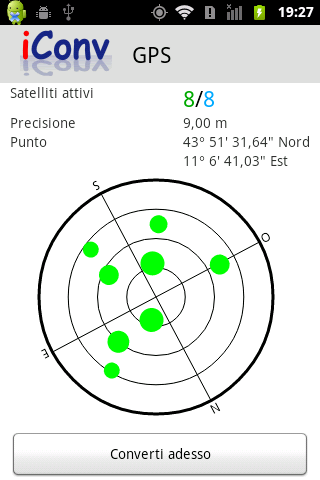 19:27
iConv
GPS
Satelliti attivi 8/8
Precisione 9,00 m
Punto 43° 51' 31,64" Nord
11° 6' 41,03" Est
S
O
E
N
Converti adesso